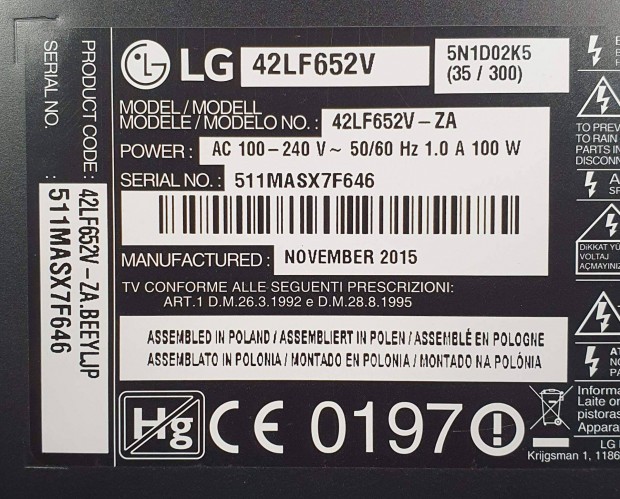 LG 42LF652V
5N1D02K5
(35 / 300)
MODEL / MODELL
MODÈLE / MODELO NO. : 42LF652V-ZA
POWER : AC 100-240 V ~ 50/60 Hz 1.0 A 100 W
SERIAL NO. : 511MASX7F646
MANUFACTURED : NOVEMBER 2015
TV CONFORME ALLE SEGUENTI PRESCRIZIONI:
ART.1 D.M.26.3.1992 e D.M.28.8.1995
ASSEMBLED IN POLAND / ASSEMBLIERT IN POLEN / ASSEMBLÉ EN POLOGNE
ASSEMBLATO IN POLONIA / MONTADO EN POLONIA / MONTADO NA POLÓNIA
Hg CE 0197
PRODUCT CODE : 42LF652V-ZA.BEEYLJP
SERIAL NO. : 511MASX7F646
TO PREV
TO RAIN
PARTS IN
DISCONN
DİKKAT YÜ
VOLTAJ
AÇMAYINIZ
Informa
Laite on
pistoras
Appara
LG
Krijgsman 1, 1186